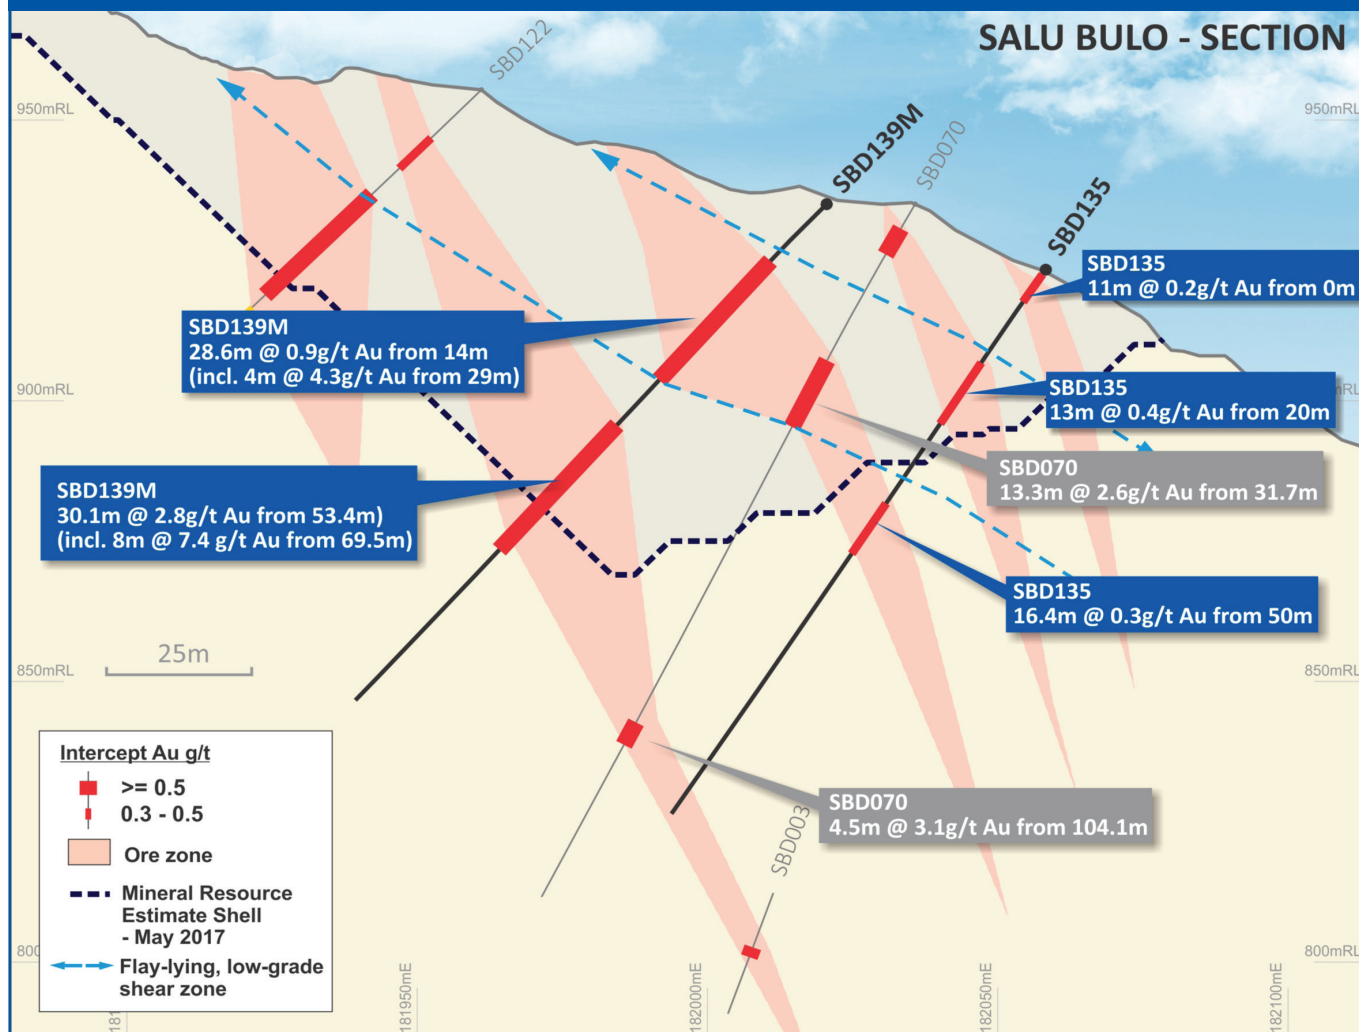 SALU BULO - SECTION
SBD122
SBD139M
SBD070
SBD135
950mRL
950mRL
SBD135
11m @ 0.2g/t Au from 0m
SBD139M
28.6m @ 0.9g/t Au from 14m
(incl. 4m @ 4.3g/t Au from 29m)
900mRL
SBD135
13m @ 0.4g/t Au from 20m
SBD070
13.3m @ 2.6g/t Au from 31.7m
SBD139M
30.1m @ 2.8g/t Au from 53.4m)
(incl. 8m @ 7.4 g/t Au from 69.5m)
SBD135
16.4m @ 0.3g/t Au from 50m
25m
850mRL
850mRL
SBD070
4.5m @ 3.1g/t Au from 104.1m
SBD003
Intercept Au g/t
>= 0.5
0.3 - 0.5
Ore zone
Mineral Resource
Estimate Shell
- May 2017
Flay-lying, low-grade
shear zone
800mRL
181950mE
182000mE
182050mE
182100mE